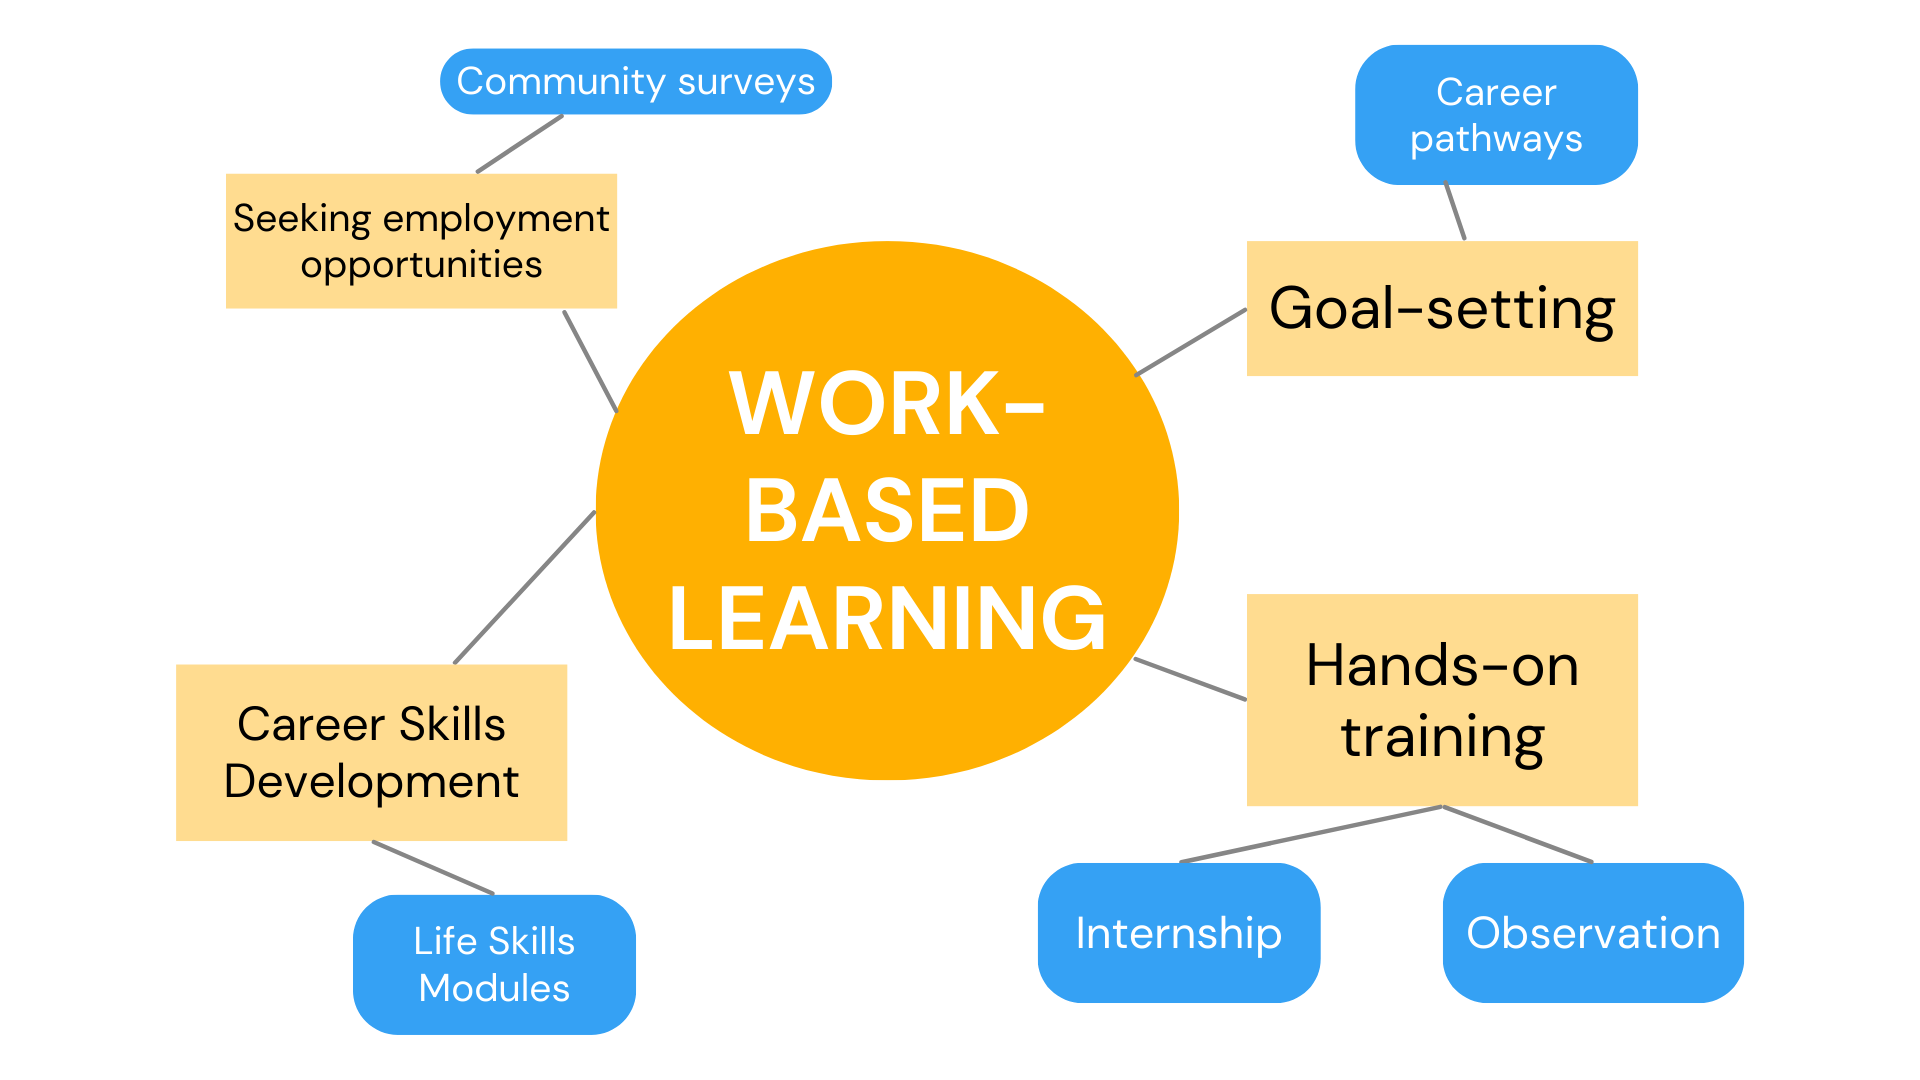 Community surveys
Seeking employment
opportunities
Career
pathways
Goal-setting
WORK-
BASED
LEARNING
Career Skills
Development
Life Skills
Modules
Hands-on
training
Internship
Observation